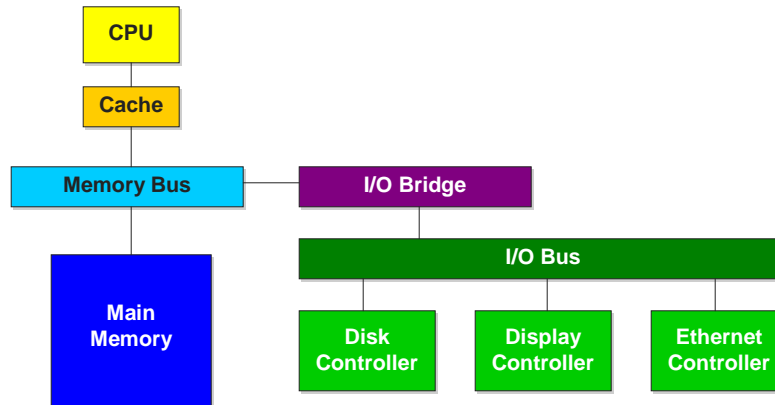 CPU
Cache
Memory Bus
I/O Bridge
I/O Bus
Main
Memory
Disk
Controller
Display
Controller
Ethernet
Controller